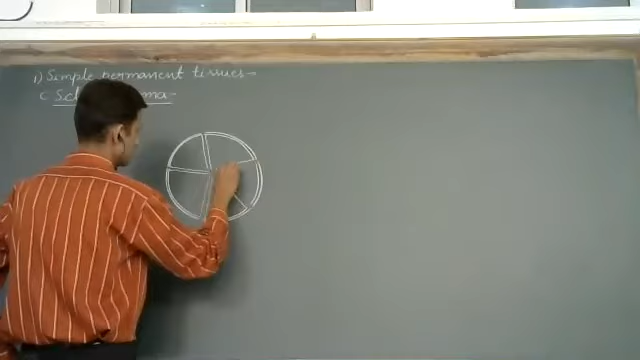 1) Simple permanent tissues-
c.